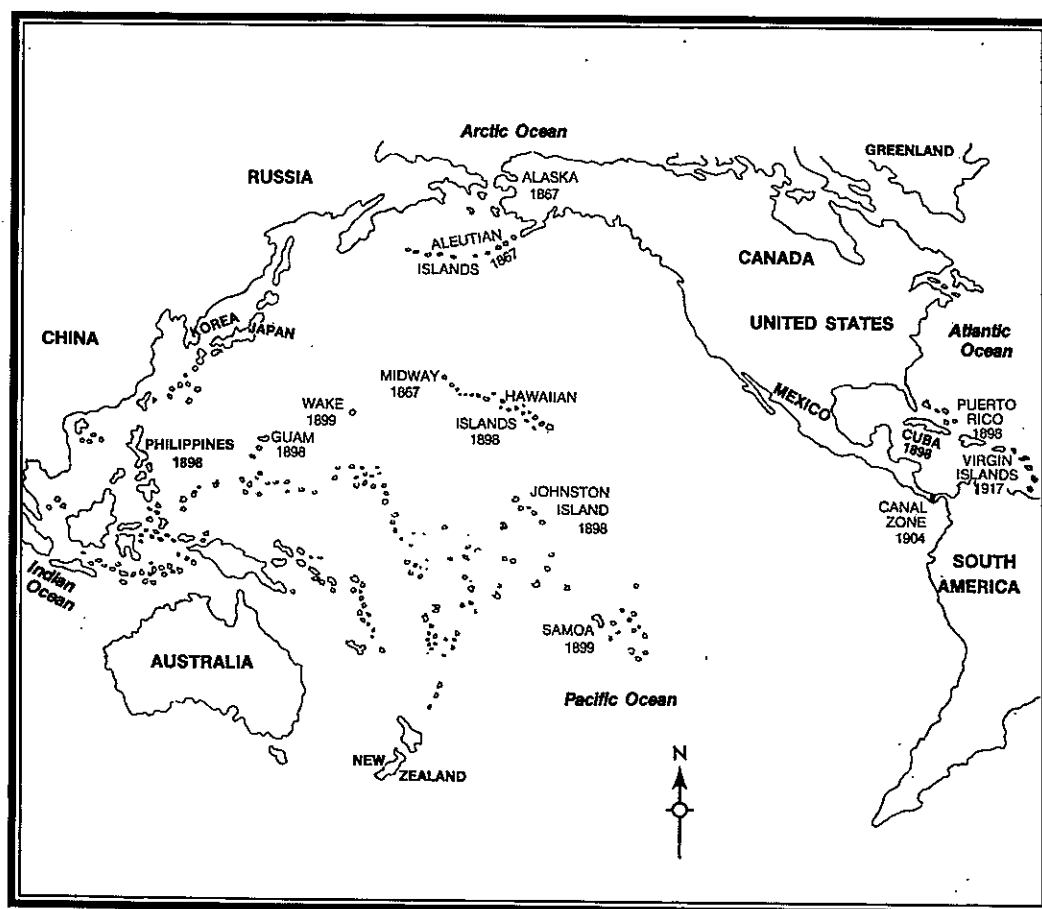 Arctic Ocean
GREENLAND
RUSSIA
ALASKA
1867
ALEUTIAN
ISLANDS
1867
CANADA
UNITED STATES
Atlantic
Ocean
CHINA
KOREA
JAPAN
MIDWAY
1867
HAWAIIAN
ISLANDS
1898
WAKE
1899
GUAM
1898
PHILIPPINES
1898
MEXICO
PUERTO
RICO
1898
CUBA
1898
VIRGIN
ISLANDS
1917
JOHNSTON
ISLAND
1898
CANAL
ZONE
1904
SOUTH
AMERICA
Indian
Ocean
AUSTRALIA
SAMOA
1899
Pacific Ocean
NEW
ZEALAND
N